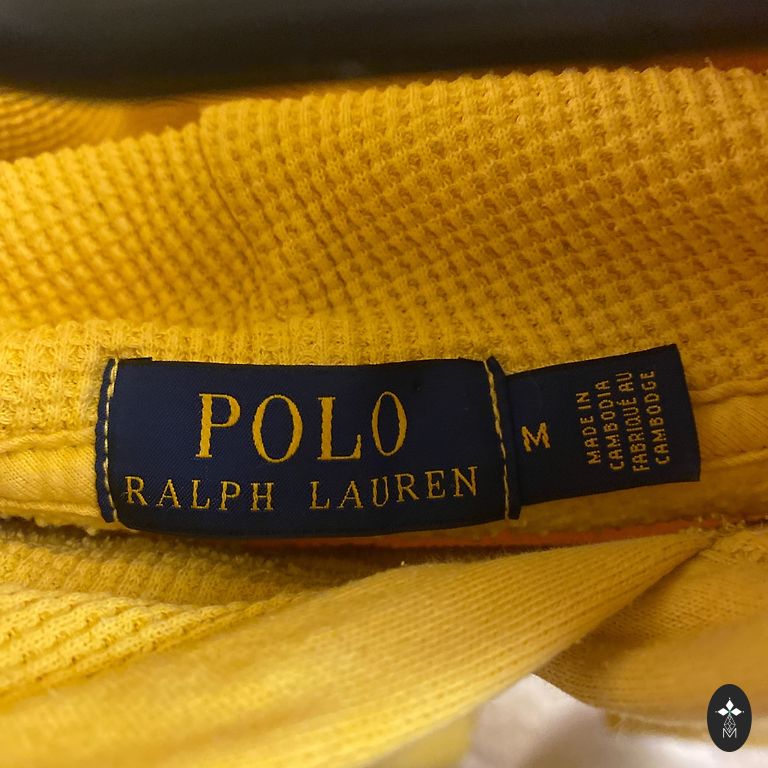 POLO
RALPH LAUREN
M
MADE IN
CAMBODIA
FABRIQUÉ AU
CAMBODGE
M